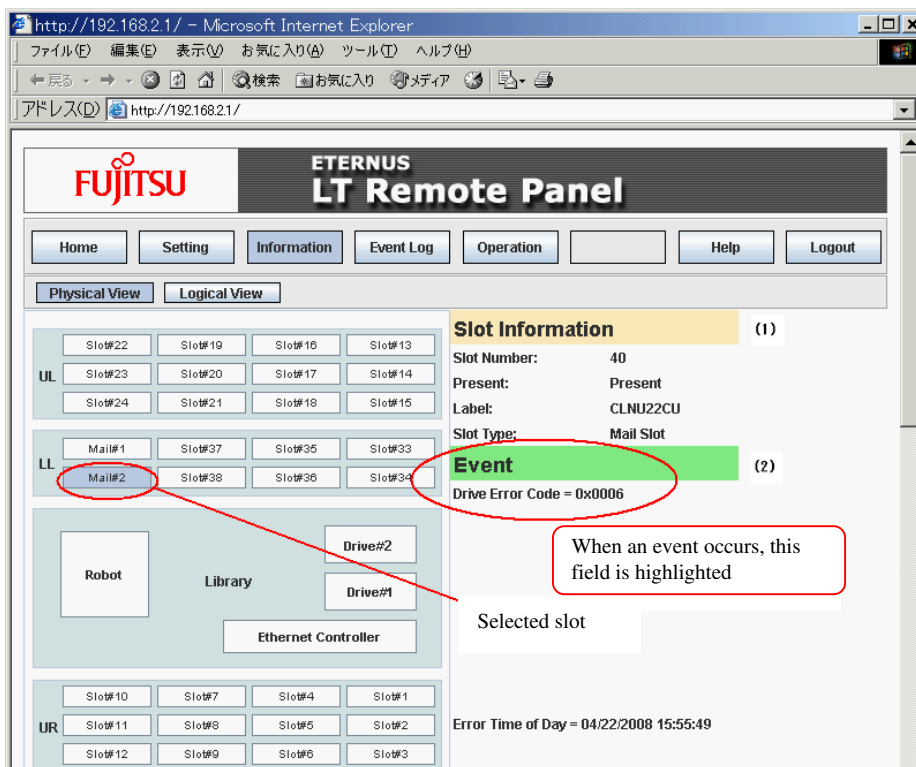 http://192.168.2.1/ - Microsoft Internet Explorer
ファイル(F) 編集(E) 表示(V) お気に入り(A) ツール(T) ヘルプ(H)
戻る 検索 お気に入り メディア
アドレス(D) http://192.168.2.1/
FUJITSU
ETERNUS
LT Remote Panel
Home Setting Information Event Log Operation Help Logout
Physical View Logical View
UL
Slot#22 Slot#19 Slot#16 Slot#13
Slot#23 Slot#20 Slot#17 Slot#14
Slot#24 Slot#21 Slot#18 Slot#15
LL
Mail#1 Slot#37 Slot#35 Slot#33
Mail#2 Slot#38 Slot#36 Slot#34
Robot
Library
Drive#2
Drive#1
Ethernet Controller
UR
Slot#10 Slot#7 Slot#4 Slot#1
Slot#11 Slot#8 Slot#5 Slot#2
Slot#12 Slot#9 Slot#6 Slot#3
Slot Information (1)
Slot Number: 40
Present: Present
Label: CLNU22CU
Slot Type: Mail Slot
Event (2)
Drive Error Code = 0x0006
When an event occurs, this
field is highlighted
Selected slot
Error Time of Day = 04/22/2008 15:55:49